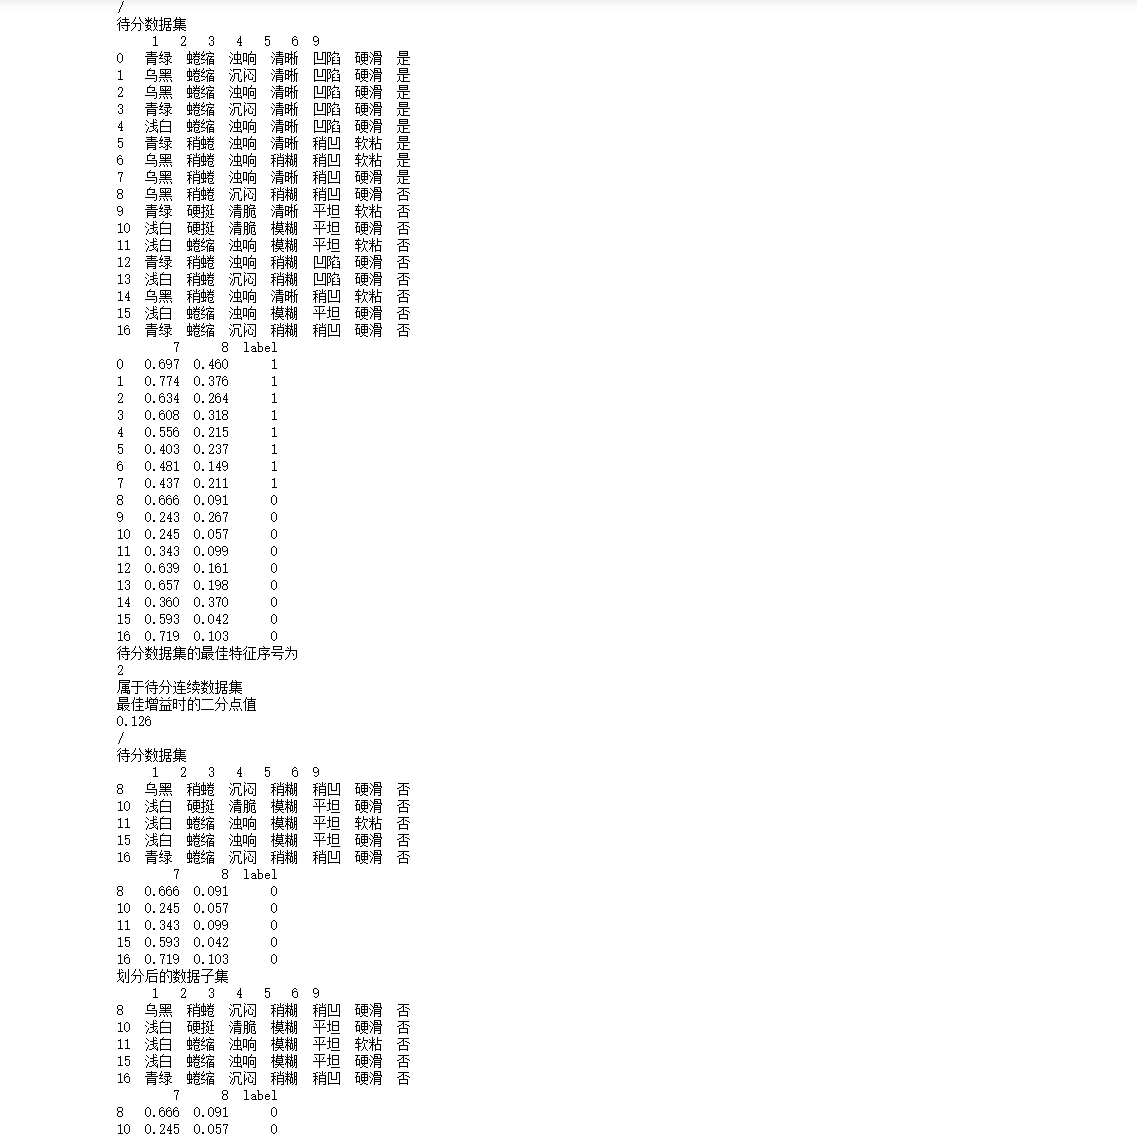 /
待分数据集
1 2 3 4 5 6 9
0 青绿 蜷缩 浊响 清晰 凹陷 硬滑 是
1 乌黑 蜷缩 沉闷 清晰 凹陷 硬滑 是
2 乌黑 蜷缩 浊响 清晰 凹陷 硬滑 是
3 青绿 蜷缩 沉闷 清晰 凹陷 硬滑 是
4 浅白 蜷缩 浊响 清晰 凹陷 硬滑 是
5 青绿 稍蜷 浊响 清晰 稍凹 软粘 是
6 乌黑 稍蜷 浊响 稍糊 稍凹 软粘 是
7 乌黑 稍蜷 浊响 清晰 稍凹 硬滑 是
8 乌黑 稍蜷 沉闷 稍糊 稍凹 硬滑 否
9 青绿 硬挺 清脆 清晰 平坦 软粘 否
10 浅白 硬挺 清脆 模糊 平坦 硬滑 否
11 浅白 蜷缩 浊响 模糊 平坦 软粘 否
12 青绿 稍蜷 浊响 稍糊 凹陷 硬滑 否
13 浅白 稍蜷 沉闷 稍糊 凹陷 硬滑 否
14 乌黑 稍蜷 浊响 清晰 稍凹 软粘 否
15 浅白 蜷缩 浊响 模糊 平坦 硬滑 否
16 青绿 蜷缩 沉闷 稍糊 稍凹 硬滑 否
7 8 label
0 0.697 0.460 1
1 0.774 0.376 1
2 0.634 0.264 1
3 0.608 0.318 1
4 0.556 0.215 1
5 0.403 0.237 1
6 0.481 0.149 1
7 0.437 0.211 1
8 0.666 0.091 0
9 0.243 0.267 0
10 0.245 0.057 0
11 0.343 0.099 0
12 0.639 0.161 0
13 0.657 0.198 0
14 0.360 0.370 0
15 0.593 0.042 0
16 0.719 0.103 0
待分数据集的最佳特征序号为
2
属于待分连续数据集
最佳增益时的二分点值
0.126
/
待分数据集
1 2 3 4 5 6 9
8 乌黑 稍蜷 沉闷 稍糊 稍凹 硬滑 否
10 浅白 硬挺 清脆 模糊 平坦 硬滑 否
11 浅白 蜷缩 浊响 模糊 平坦 软粘 否
15 浅白 蜷缩 浊响 模糊 平坦 硬滑 否
16 青绿 蜷缩 沉闷 稍糊 稍凹 硬滑 否
7 8 label
8 0.666 0.091 0
10 0.245 0.057 0
11 0.343 0.099 0
15 0.593 0.042 0
16 0.719 0.103 0
划分后的数据子集
1 2 3 4 5 6 9
8 乌黑 稍蜷 沉闷 稍糊 稍凹 硬滑 否
10 浅白 硬挺 清脆 模糊 平坦 硬滑 否
11 浅白 蜷缩 浊响 模糊 平坦 软粘 否
15 浅白 蜷缩 浊响 模糊 平坦 硬滑 否
16 青绿 蜷缩 沉闷 稍糊 稍凹 硬滑 否
7 8 label
8 0.666 0.091 0
10 0.245 0.057 0